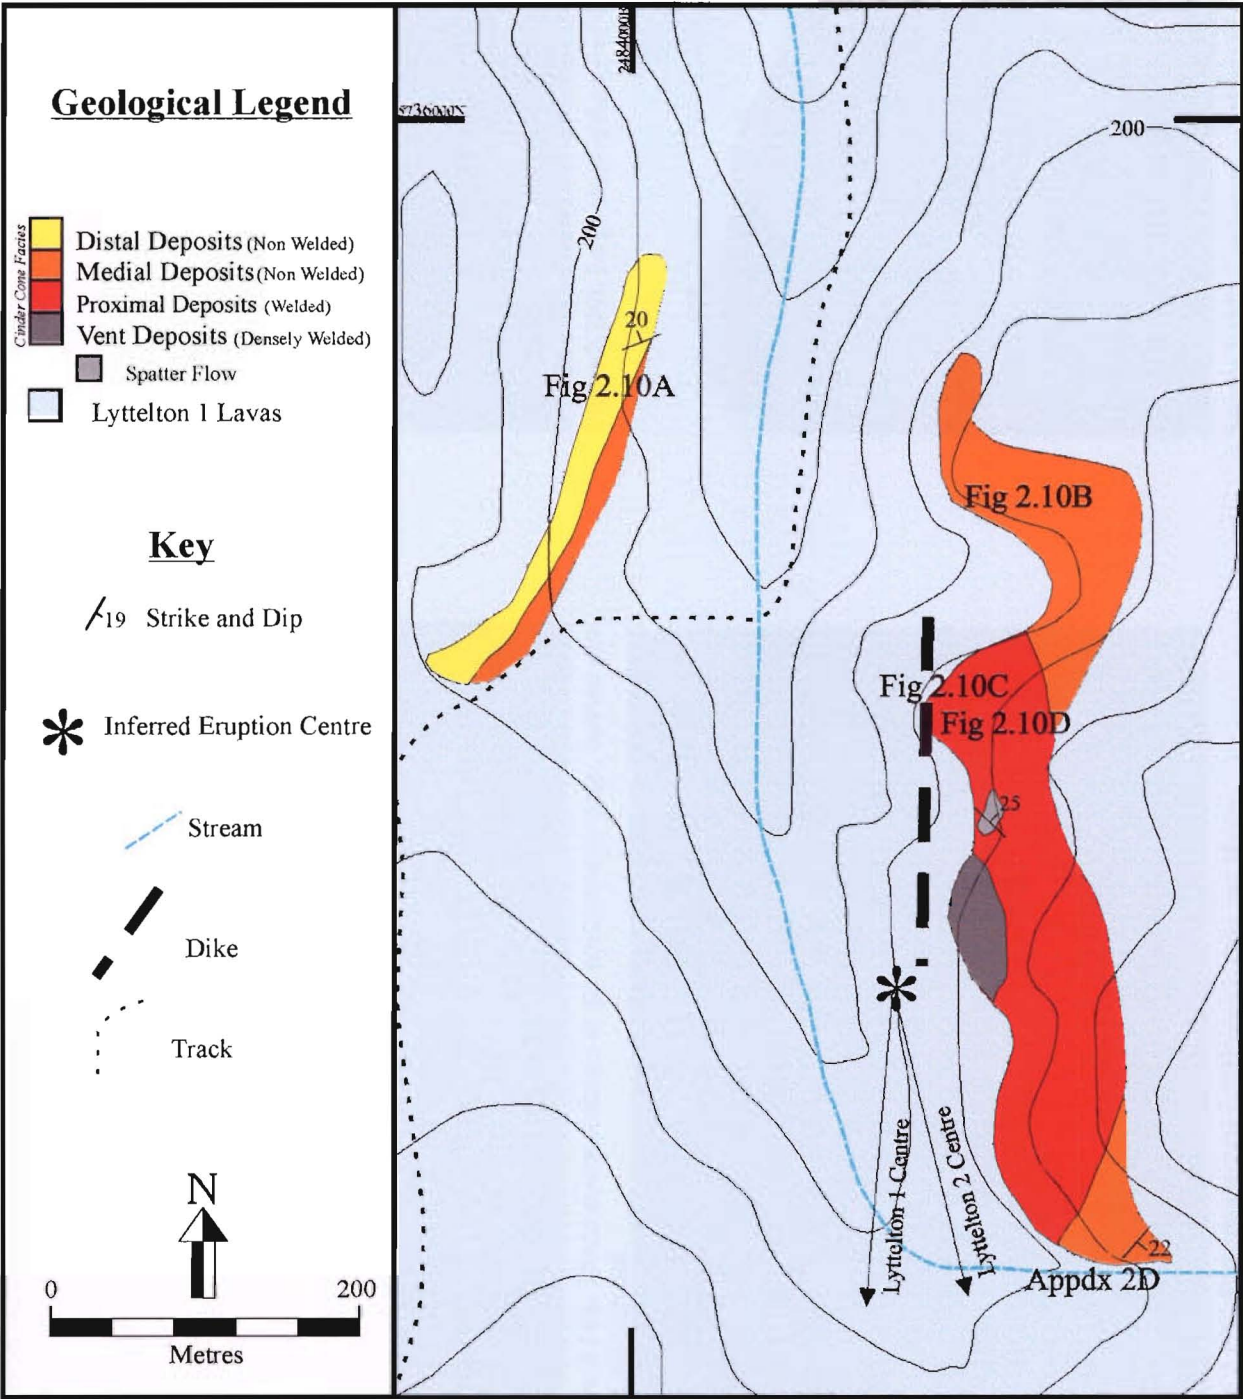 Geological Legend
Cinder Cone Facies
Distal Deposits (Non Welded)
Medial Deposits (Non Welded)
Proximal Deposits (Welded)
Vent Deposits (Densely Welded)
Spatter Flow
Lyttelton 1 Lavas
Key
19 Strike and Dip
Inferred Eruption Centre
Stream
Dike
Track
N
0 200
Metres
200
200
20
Fig 2.10A
Fig 2.10B
Fig 2.10C
Fig 2.10D
25
Lyttelton 1 Centre
Lyttelton 2 Centre
22
Appdx 2D